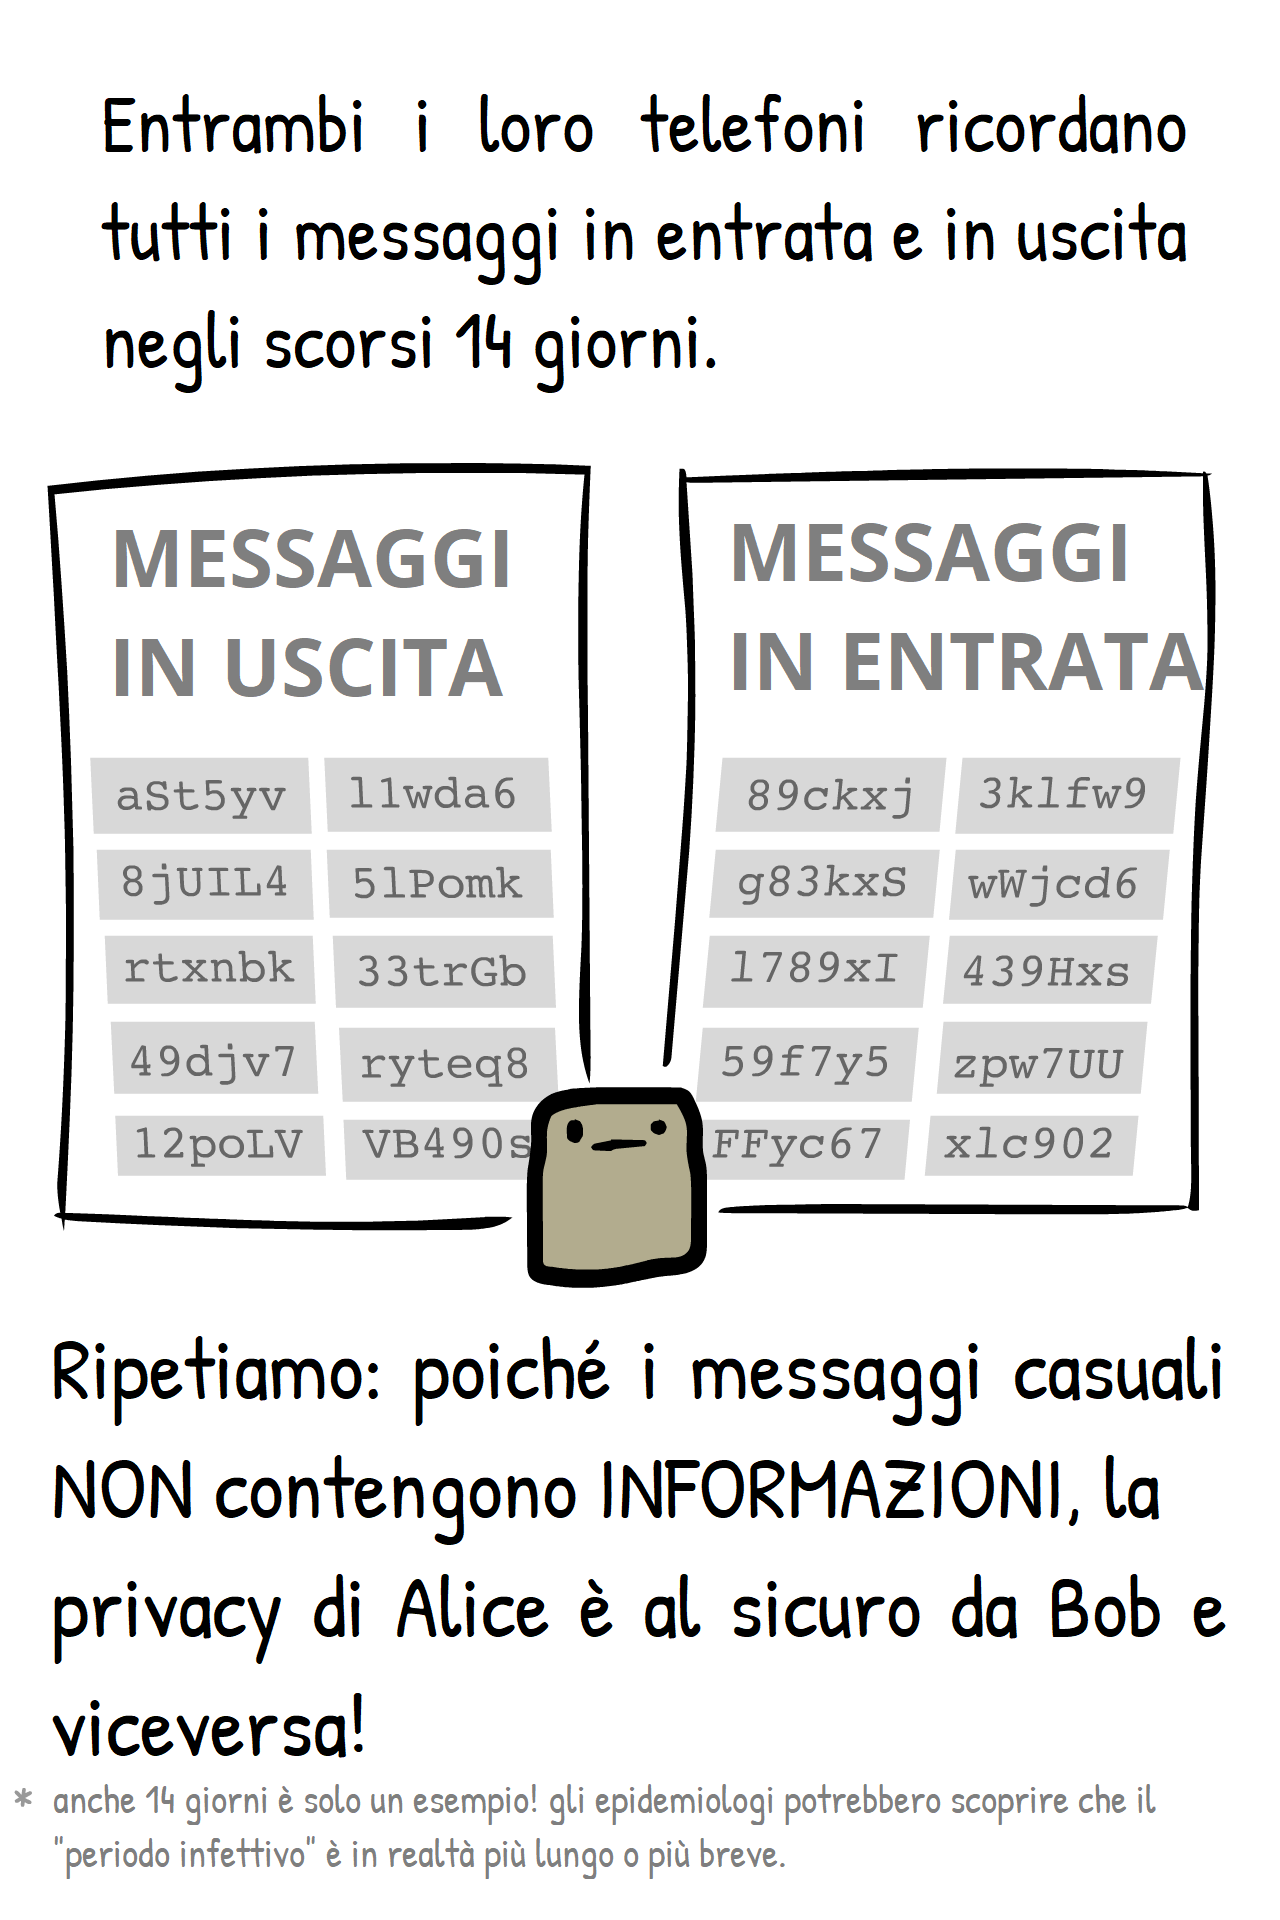 Entrambi i loro telefoni ricordano
tutti i messaggi in entrata e in uscita
negli scorsi 14 giorni.
MESSAGGI
IN USCITA
aSt5yv l1wda6
8jUIL4 5lPomk
rtxnbk 33trGb
49djv7 ryteq8
12poLV VB490s
MESSAGGI
IN ENTRATA
89ckxj 3klfw9
g83kxS wWjcd6
l789xI 439Hxs
59f7y5 zpw7UU
FFyc67 xlc902
Ripetiamo: poiché i messaggi casuali
NON contengono INFORMAZIONI, la
privacy di Alice è al sicuro da Bob e
viceversa!
* anche 14 giorni è solo un esempio! gli epidemiologi potrebbero scoprire che il
"periodo infettivo" è in realtà più lungo o più breve.